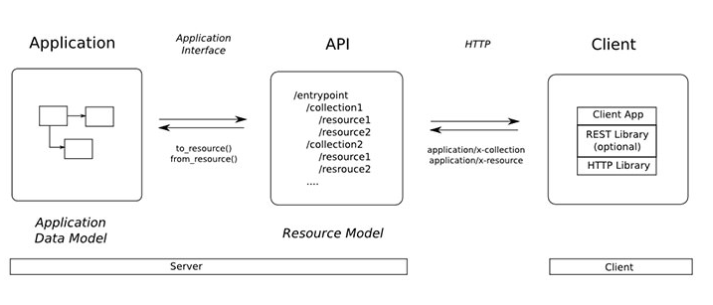 Application
Application
Interface
API
HTTP
Client
/entrypoint
/collection1
/resource1
/resource2
/collection2
/resource1
/resrouce2
....
to_resource()
from_resource()
application/x-collection
application/x-resource
Client App
REST Library
(optional)
HTTP Library
Application
Data Model
Resource Model
Server
Client